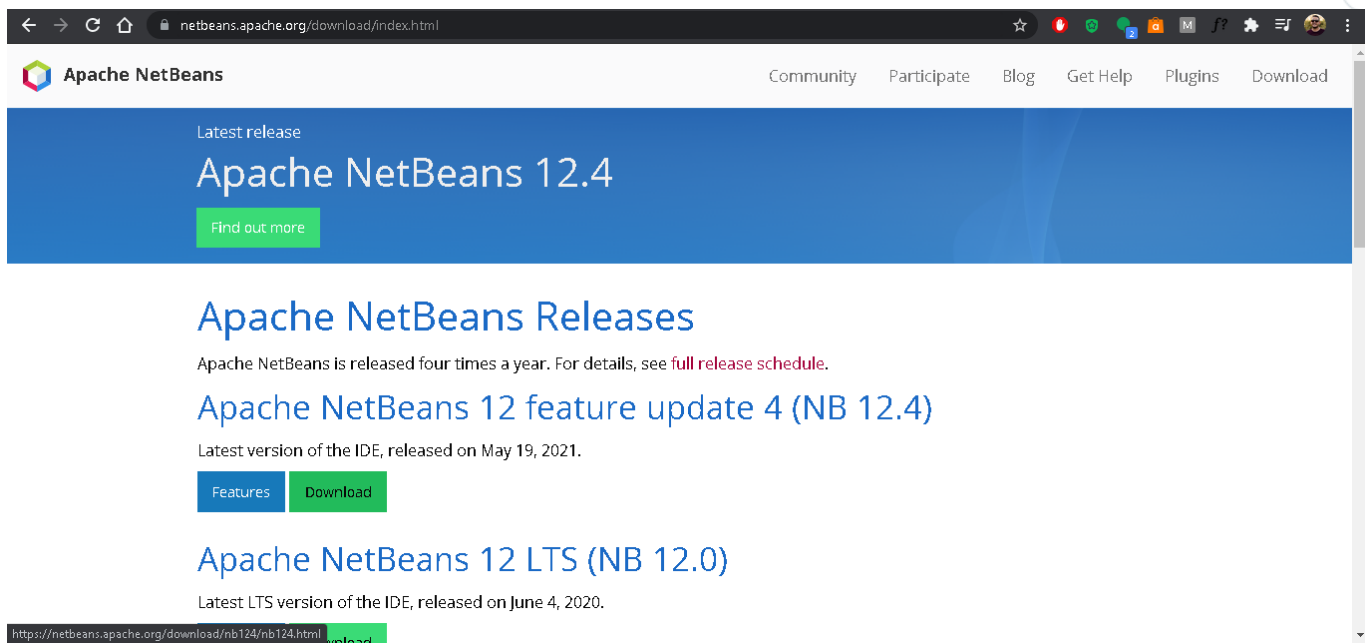 netbeans.apache.org/download/index.html
2
a
M
f?
Apache NetBeans
Community Participate Blog Get Help Plugins Download
Latest release
Apache NetBeans 12.4
Find out more
Apache NetBeans Releases
Apache NetBeans is released four times a year. For details, see full release schedule.
Apache NetBeans 12 feature update 4 (NB 12.4)
Latest version of the IDE, released on May 19, 2021.
Features Download
Apache NetBeans 12 LTS (NB 12.0)
Latest LTS version of the IDE, released on June 4, 2020.
https://netbeans.apache.org/download/nb124/nb124.html